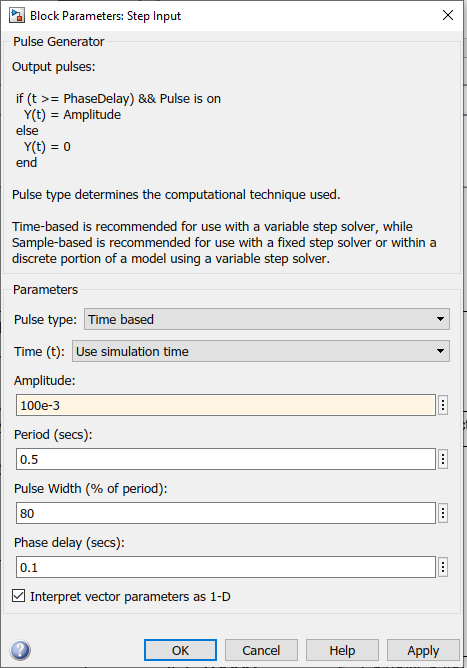 Block Parameters: Step Input
Pulse Generator
Output pulses:
if (t >= PhaseDelay) && Pulse is on
Y(t) = Amplitude
else
Y(t) = 0
end
Pulse type determines the computational technique used.
Time-based is recommended for use with a variable step solver, while
Sample-based is recommended for use with a fixed step solver or within a
discrete portion of a model using a variable step solver.
Parameters
Pulse type: Time based
Time (t): Use simulation time
Amplitude:
100e-3
Period (secs):
0.5
Pulse Width (% of period):
80
Phase delay (secs):
0.1
Interpret vector parameters as 1-D
OK Cancel Help Apply